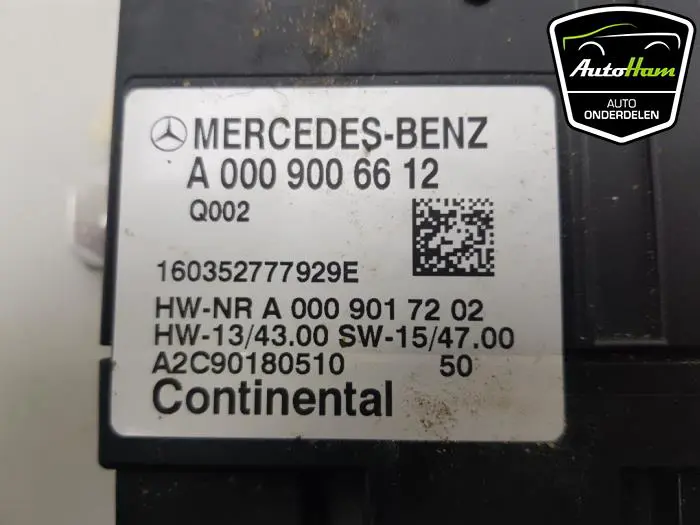 AutoHam
AUTO
ONDERDELEN
MERCEDES-BENZ
A 000 900 66 12
Q002
160352777929E
HW-NR A 000 901 72 02
HW-13/43.00 SW-15/47.00
A2C90180510 50
Continental